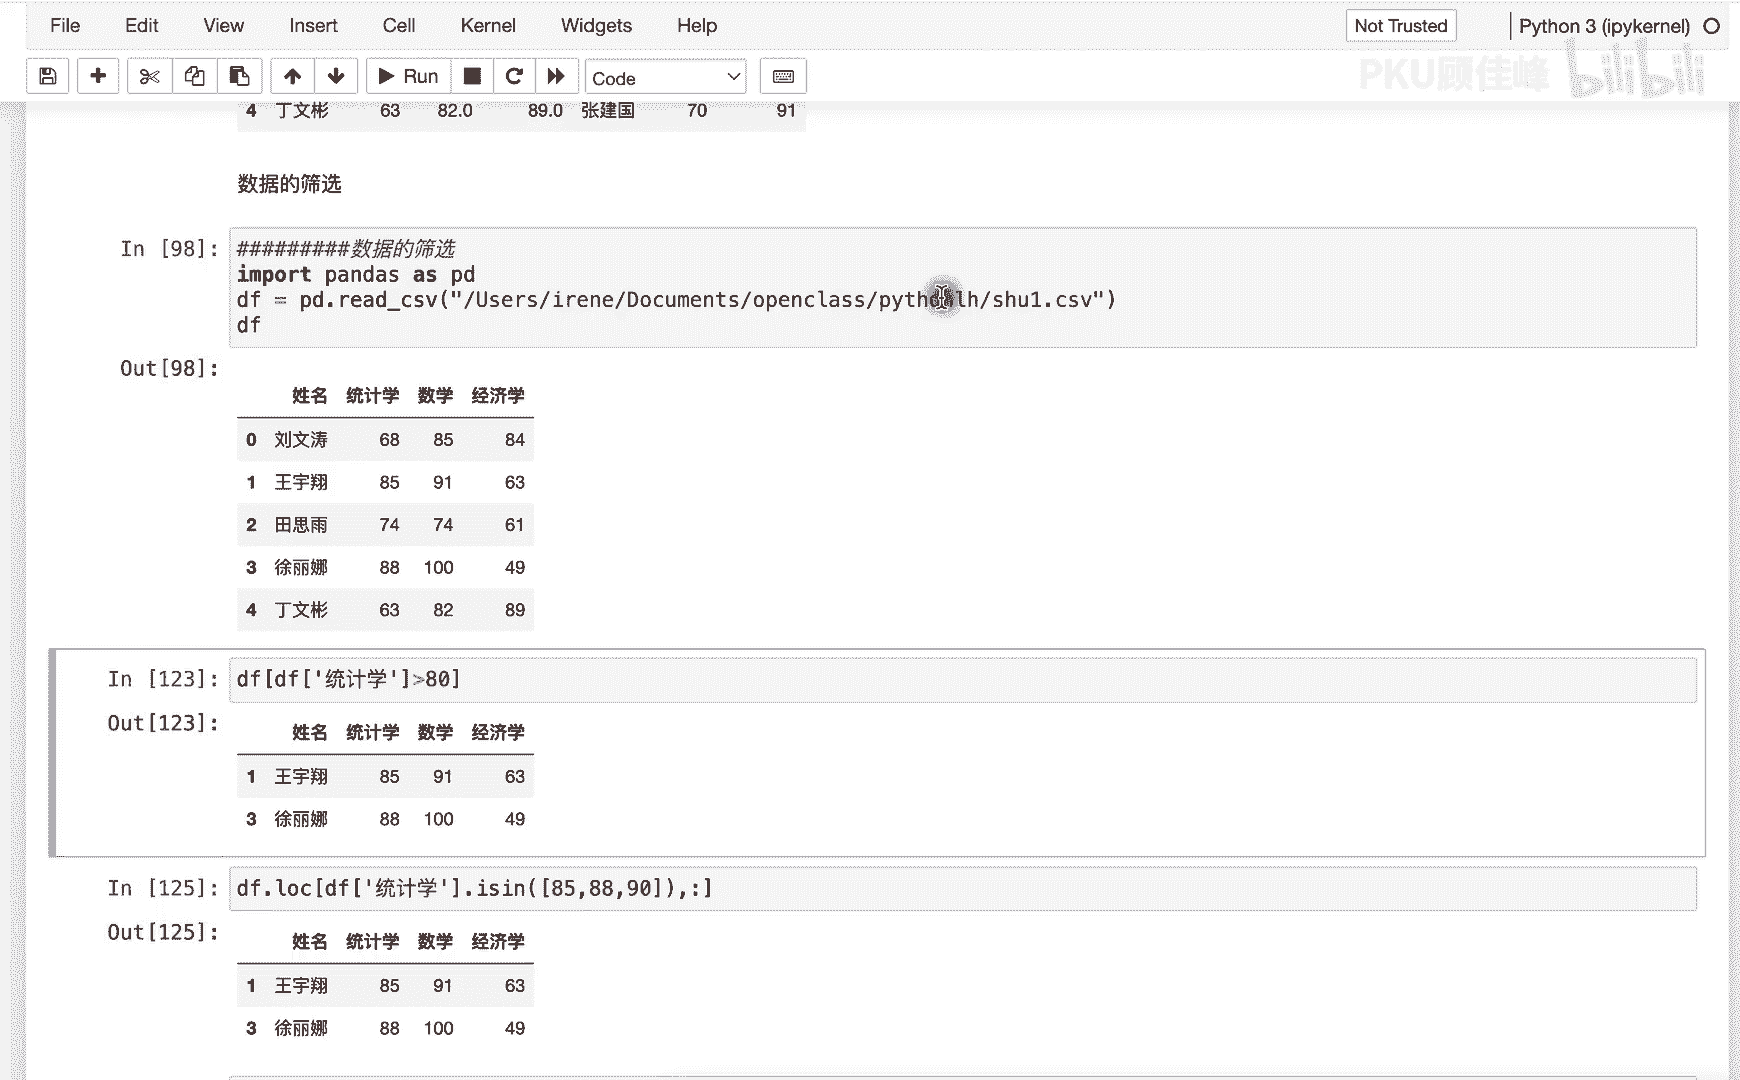 File Edit View Insert Cell Kernel Widgets Help Not Trusted Python 3 (ipykernel)
Run Code PKU顾佳峰 bilibili
4 丁文彬 63 82.0 89.0 张建国 70 91
数据的筛选
In [98]: #########数据的筛选
import pandas as pd
df = pd.read_csv("/Users/irene/Documents/openclass/pythonlh/shu1.csv")
df
Out[98]:
姓名 统计学 数学 经济学
0 刘文涛 68 85 84
1 王宇翔 85 91 63
2 田思雨 74 74 61
3 徐丽娜 88 100 49
4 丁文彬 63 82 89
In [123]: df[df['统计学']>80]
Out[123]:
姓名 统计学 数学 经济学
1 王宇翔 85 91 63
3 徐丽娜 88 100 49
In [125]: df.loc[df['统计学'].isin([85,88,90]),:]
Out[125]:
姓名 统计学 数学 经济学
1 王宇翔 85 91 63
3 徐丽娜 88 100 49